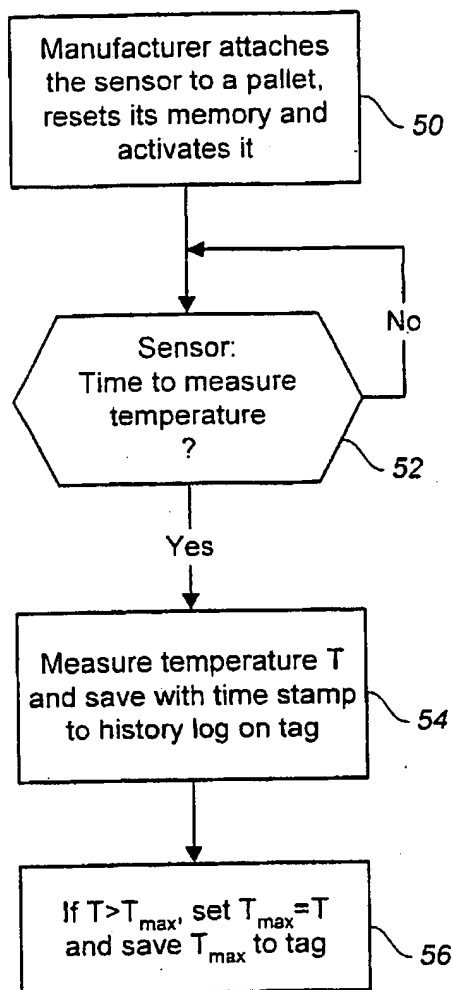 Manufacturer attaches
the sensor to a pallet,
resets its memory and
activates it
50
No
Sensor:
Time to measure
temperature
?
52
Yes
Measure temperature T
and save with time stamp
to history log on tag
54
If T>Tmax, set Tmax=T
and save Tmax to tag
56